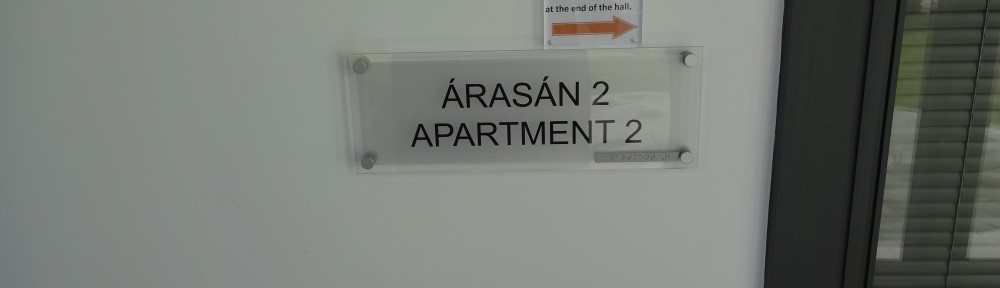 at the end of the hall.
ÁRASÁN 2
APARTMENT 2